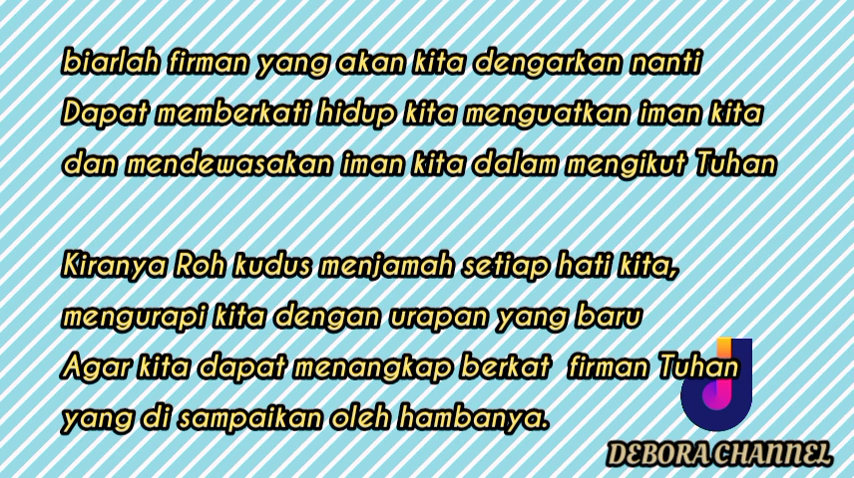 biarlah firman yang akan kita dengarkan nanti
Dapat memberkati hidup kita menguatkan iman kita
dan mendewasakan iman kita dalam mengikut Tuhan
Kiranya Roh kudus menjamah setiap hati kita,
mengurapi kita dengan urapan yang baru
Agar kita dapat menangkap berkat firman Tuhan
yang di sampaikan oleh hambanya.
DEBORA CHANNEL